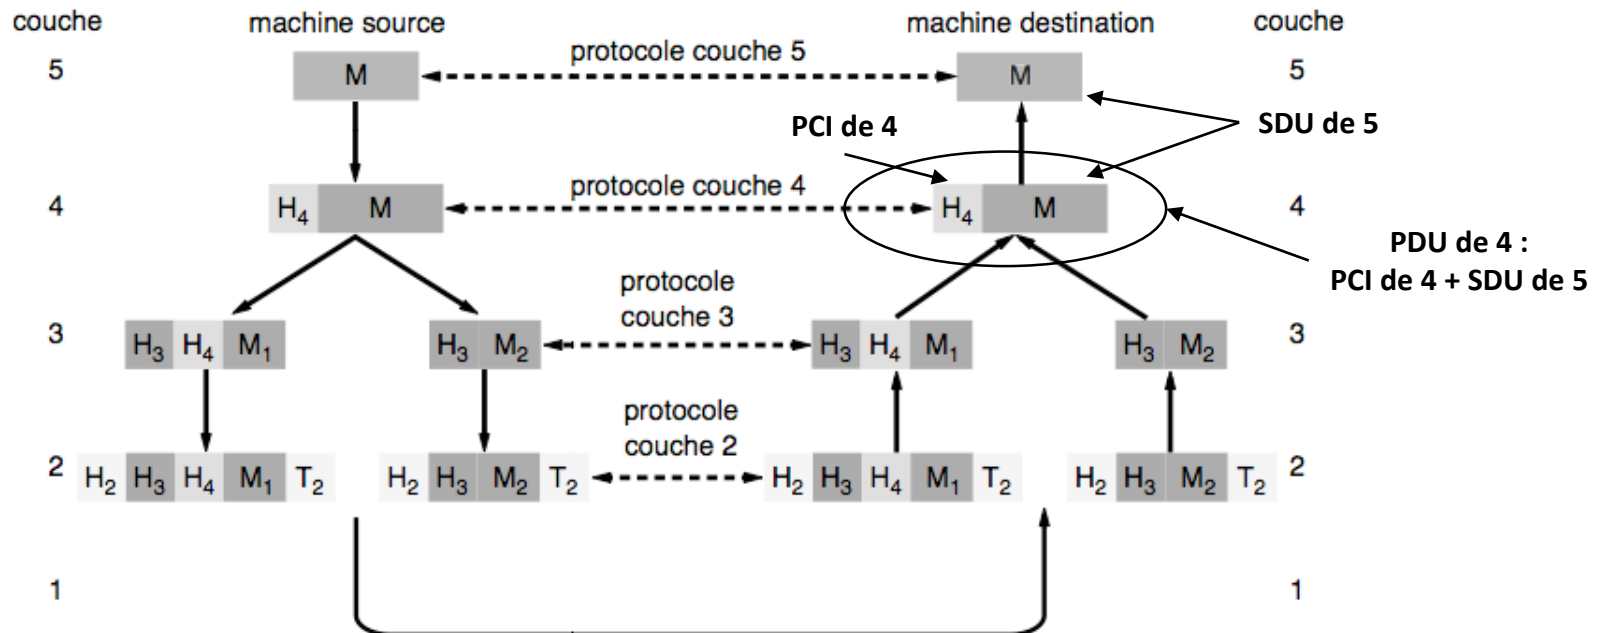 couche machine source machine destination couche
5 M protocole couche 5 M 5
PCI de 4 SDU de 5
4 H4 M protocole couche 4 H4 M 4
PDU de 4 :
PCI de 4 + SDU de 5
protocole
couche 3
3 H3 H4 M1 H3 M2 H3 H4 M1 H3 M2 3
protocole
couche 2
2 H2 H3 H4 M1 T2 H2 H3 M2 T2 H2 H3 H4 M1 T2 H2 H3 M2 T2 2
1 1